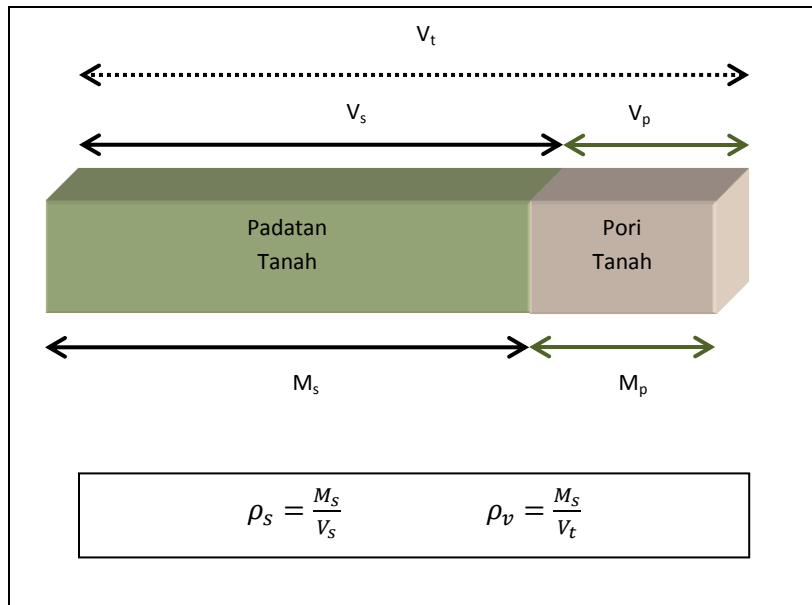 Vₜ
Vₛ Vₚ
Padatan Pori
Tanah Tanah
Mₛ Mₚ
𝜌ₛ = 𝑀ₛ/𝑉ₛ 𝜌ᵥ = 𝑀ₛ/𝑉ₜ